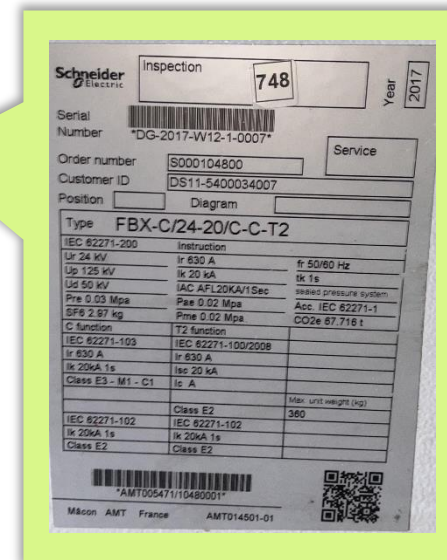 Schneider Electric
Inspection
748
Year 2017
Serial Number *DG-2017-W12-1-0007*
Order number S000104800
Service
Customer ID DS11-5400034007
Position Diagram
Type FBX-C/24-20/C-C-T2
IEC 62271-200 Instruction
Ur 24 kV Ir 630 A fr 50/60 Hz
Up 125 kV Ik 20 kA tk 1s
Ud 50 kV IAC AFL20KA/1Sec sealed pressure system
Pre 0.03 Mpa Pae 0.02 Mpa Acc. IEC 62271-1
SF6 2.97 kg Pme 0.02 Mpa CO2e 67.716 t
C function T2 function
IEC 62271-103 IEC 62271-100/2008
Ir 630 A Ir 630 A
Ik 20kA 1s Isc 20 kA
Class E3 - M1 - C1 Ic A
Max. unit weight (kg)
Class E2 360
IEC 62271-102 IEC 62271-102
Ik 20kA 1s Ik 20kA 1s
Class E2 Class E2
*AMT005471/10480001*
Mâcon AMT France AMT014501-01